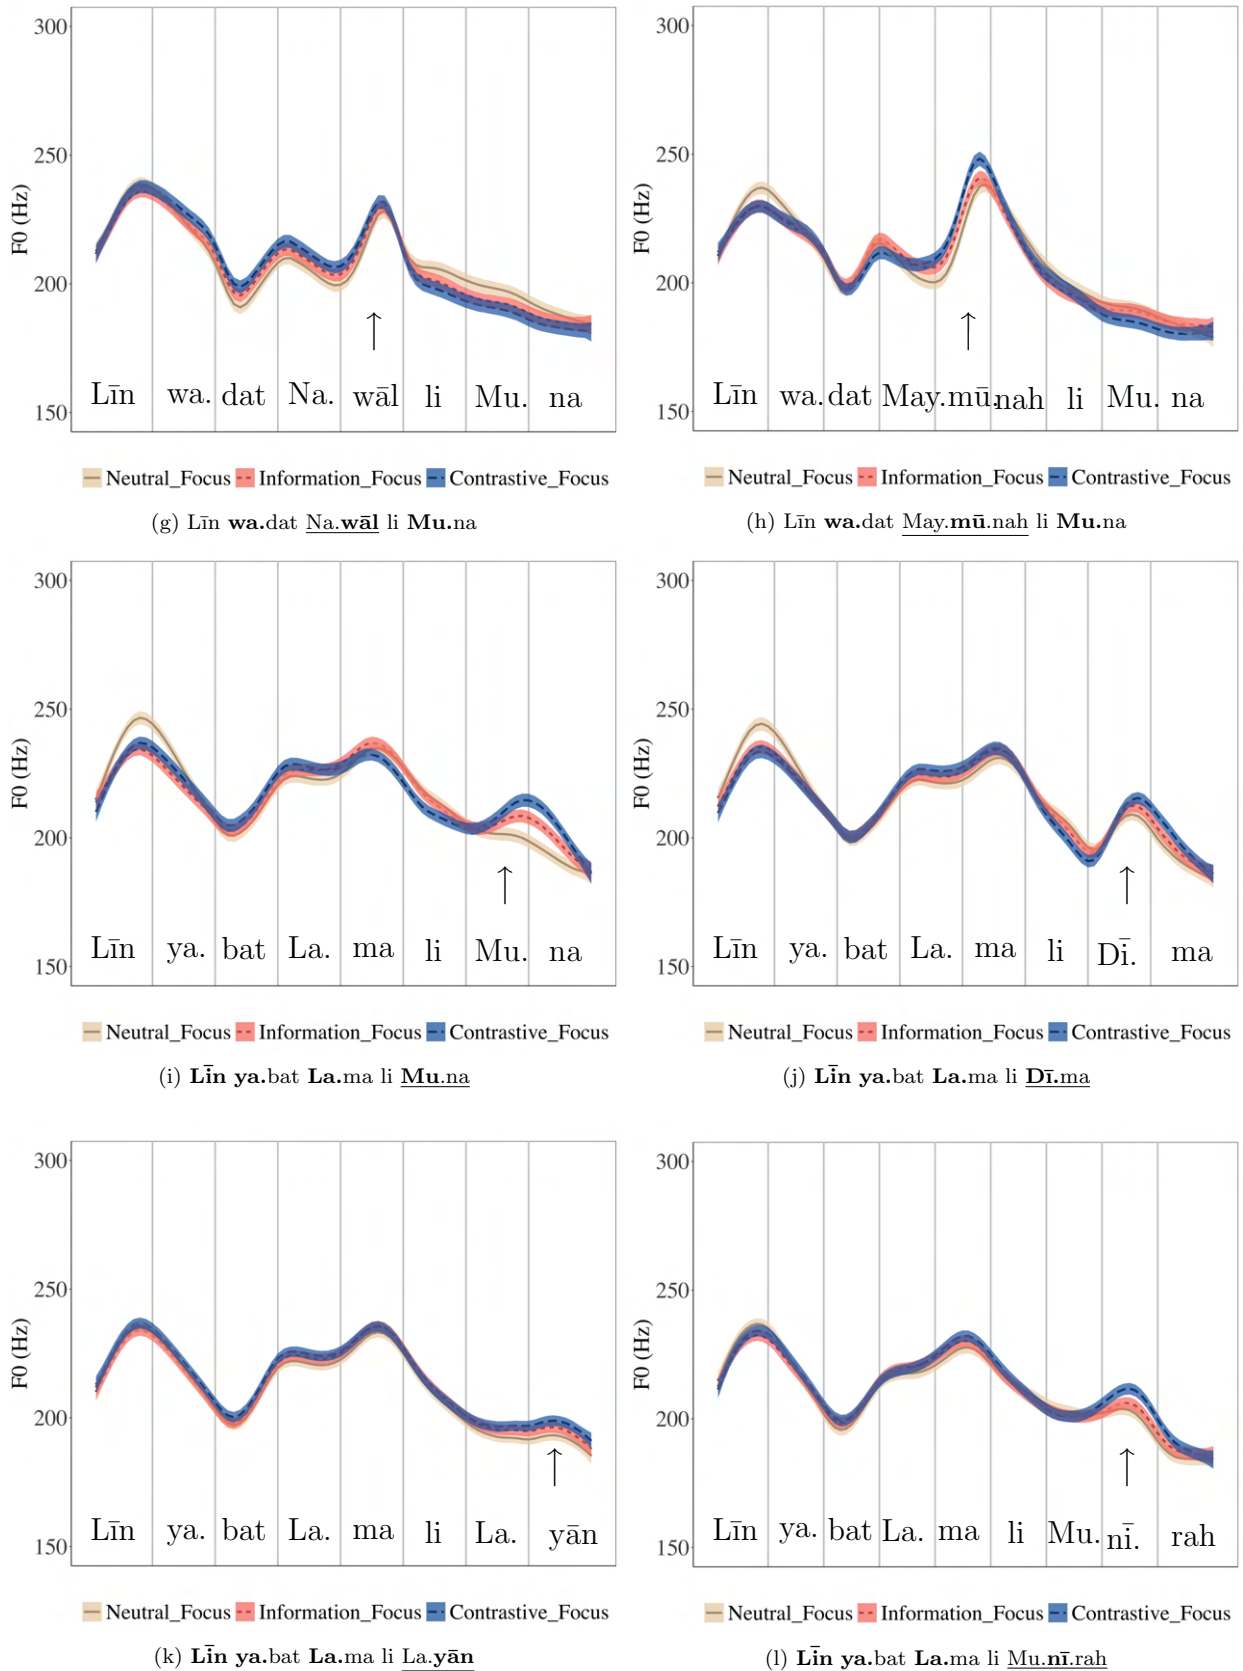 300
250
200
150
F0 (Hz)
Līn wa. dat Na. wāl li Mu. na
Neutral_Focus Information_Focus Contrastive_Focus
(g) Līn wa.dat Na.wāl li Mu.na
300
250
200
150
F0 (Hz)
Līn wa. dat May. mū. nah li Mu. na
Neutral_Focus Information_Focus Contrastive_Focus
(h) Līn wa.dat May.mū.nah li Mu.na
300
250
200
150
F0 (Hz)
Līn ya. bat La. ma li Mu. na
Neutral_Focus Information_Focus Contrastive_Focus
(i) Līn ya.bat La.ma li Mu.na
300
250
200
150
F0 (Hz)
Līn ya. bat La. ma li Dī. ma
Neutral_Focus Information_Focus Contrastive_Focus
(j) Līn ya.bat La.ma li Dī.ma
300
250
200
150
F0 (Hz)
Līn ya. bat La. ma li La. yān
Neutral_Focus Information_Focus Contrastive_Focus
(k) Līn ya.bat La.ma li La.yān
300
250
200
150
F0 (Hz)
Līn ya. bat La. ma li Mu. nī. rah
Neutral_Focus Information_Focus Contrastive_Focus
(l) Līn ya.bat La.ma li Mu.nī.rah